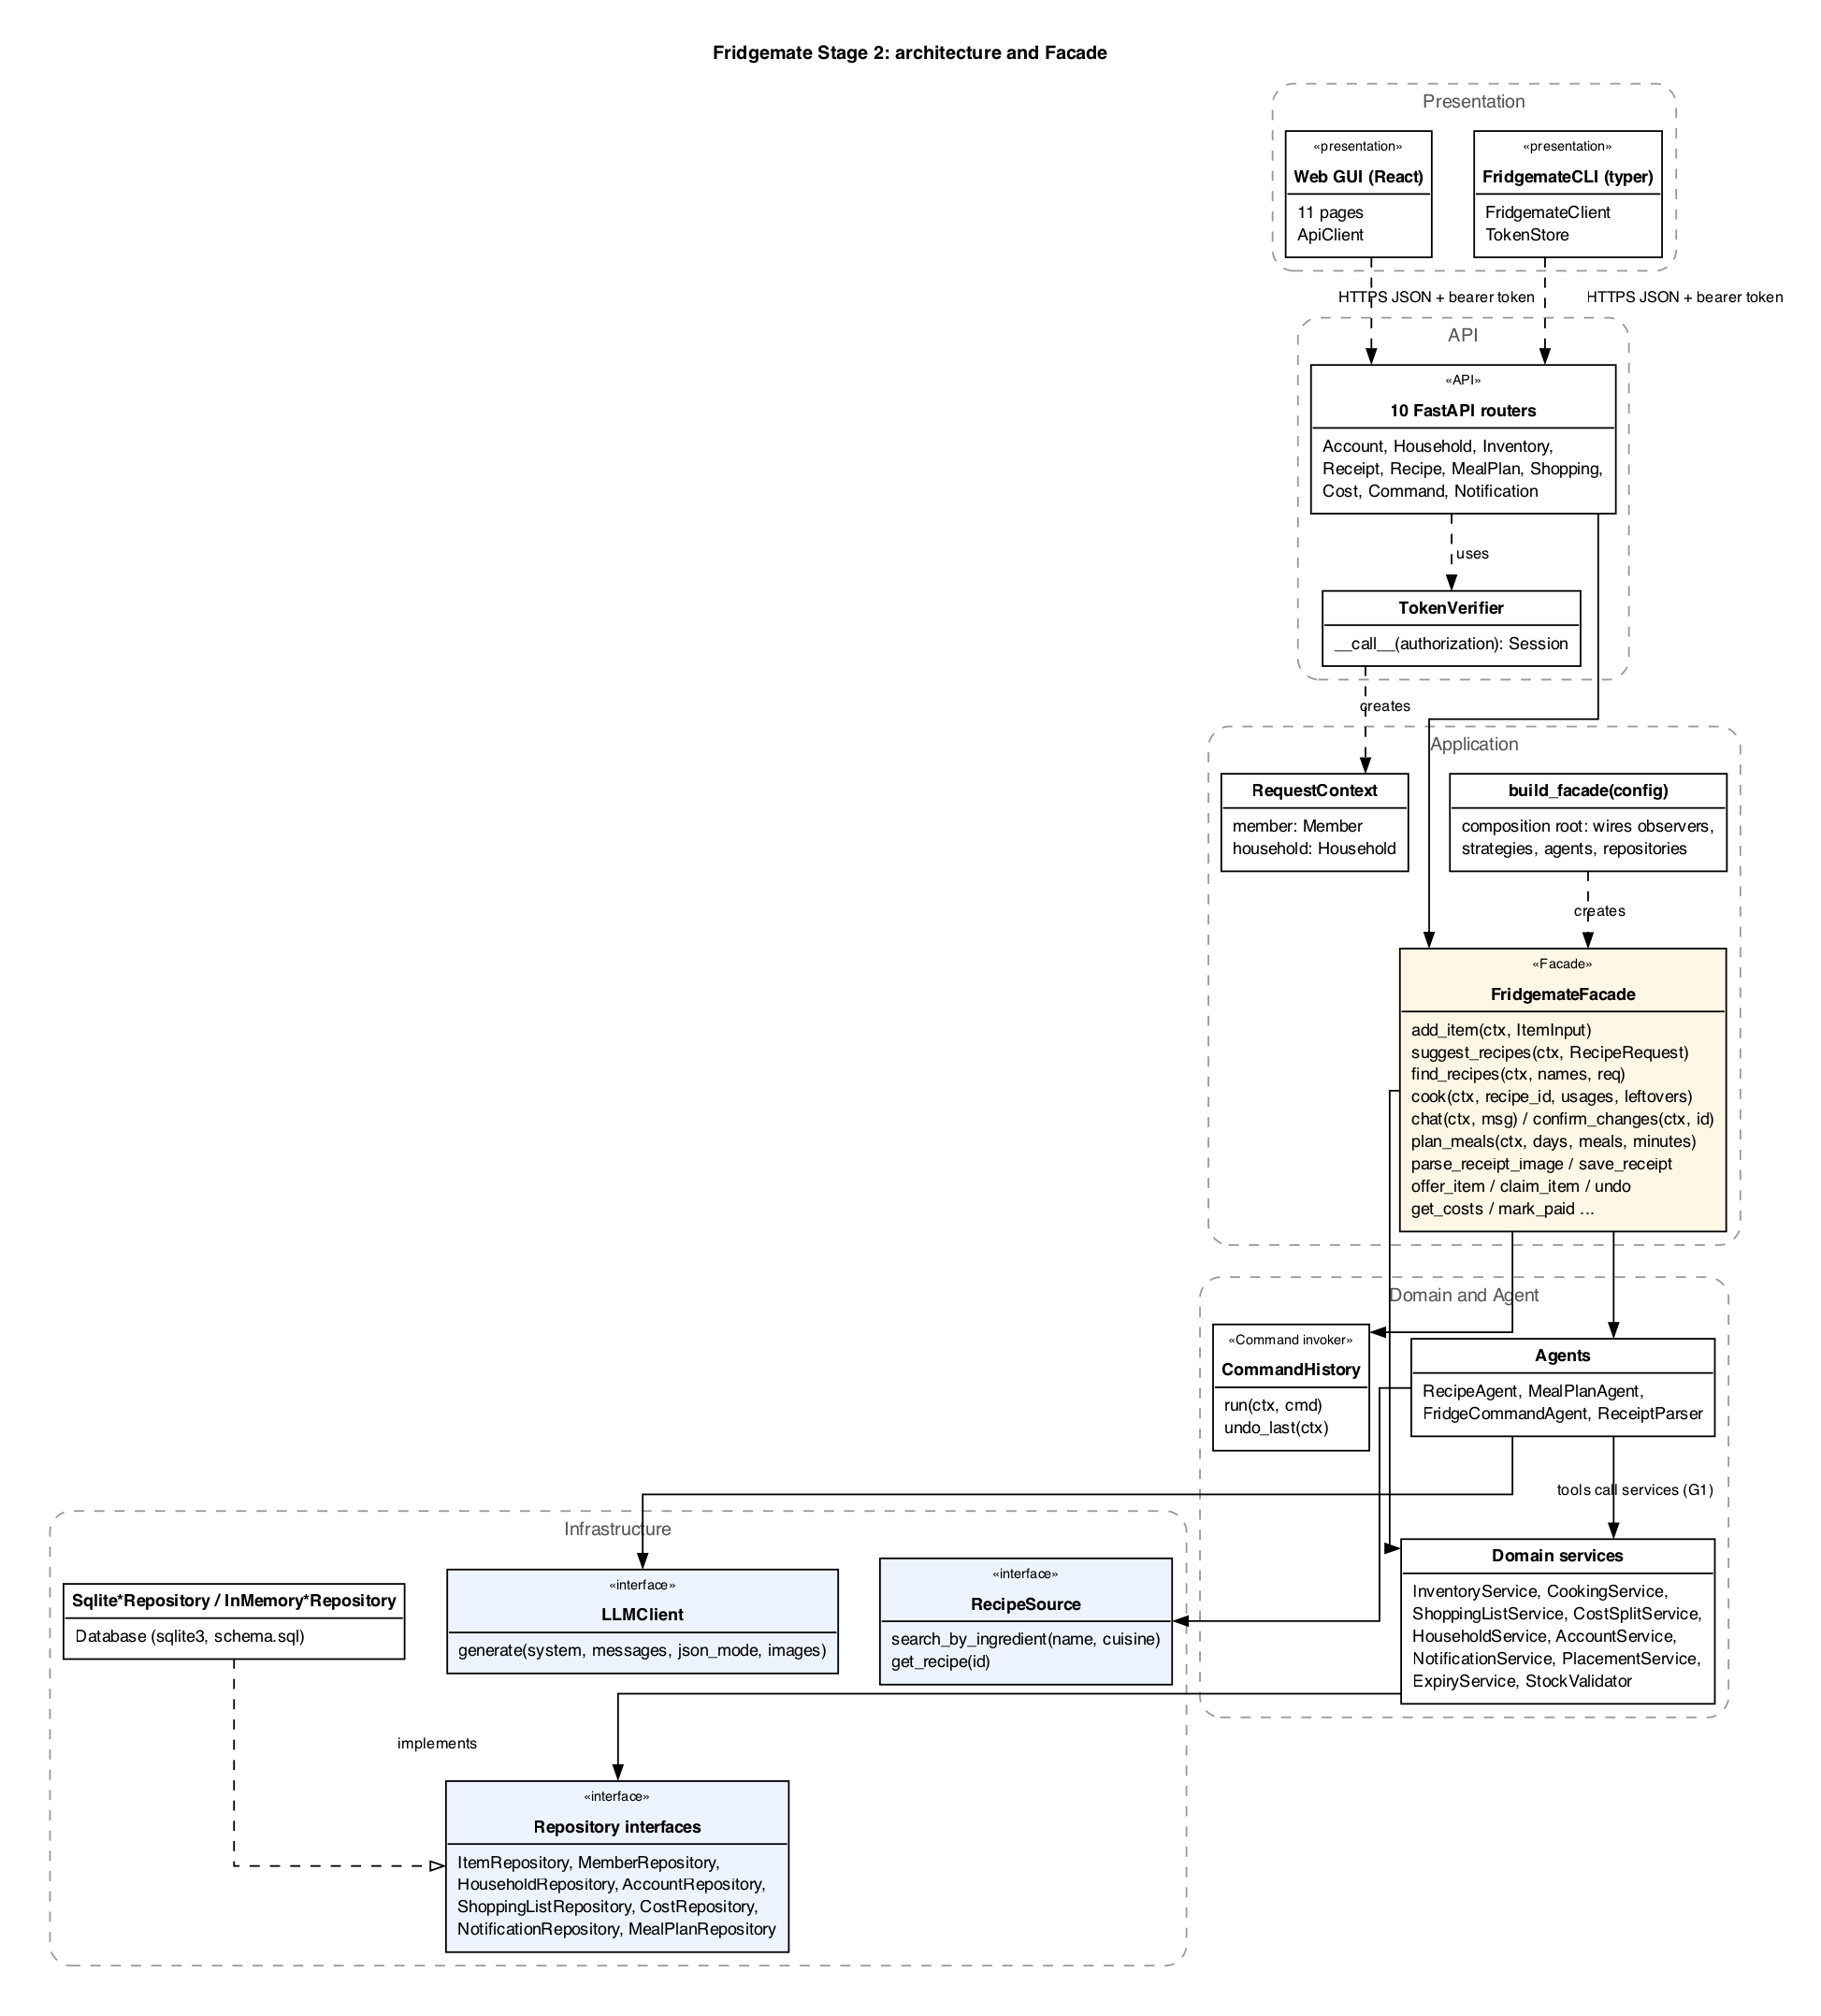 Fridgemate Stage 2: architecture and Facade
Presentation
«presentation»
Web GUI (React)
11 pages
ApiClient
«presentation»
FridgemateCLI (typer)
FridgemateClient
TokenStore
HTTPS JSON + bearer token
HTTPS JSON + bearer token
API
«API»
10 FastAPI routers
Account, Household, Inventory,
Receipt, Recipe, MealPlan, Shopping,
Cost, Command, Notification
uses
TokenVerifier
__call__(authorization): Session
creates
Application
RequestContext
member: Member
household: Household
build_facade(config)
composition root: wires observers,
strategies, agents, repositories
creates
«Facade»
FridgemateFacade
add_item(ctx, ItemInput)
suggest_recipes(ctx, RecipeRequest)
find_recipes(ctx, names, req)
cook(ctx, recipe_id, usages, leftovers)
chat(ctx, msg) / confirm_changes(ctx, id)
plan_meals(ctx, days, meals, minutes)
parse_receipt_image / save_receipt
offer_item / claim_item / undo
get_costs / mark_paid ...
Domain and Agent
«Command invoker»
CommandHistory
run(ctx, cmd)
undo_last(ctx)
Agents
RecipeAgent, MealPlanAgent,
FridgeCommandAgent, ReceiptParser
tools call services (G1)
Domain services
InventoryService, CookingService,
ShoppingListService, CostSplitService,
HouseholdService, AccountService,
NotificationService, PlacementService,
ExpiryService, StockValidator
Infrastructure
Sqlite*Repository / InMemory*Repository
Database (sqlite3, schema.sql)
«interface»
LLMClient
generate(system, messages, json_mode, images)
«interface»
RecipeSource
search_by_ingredient(name, cuisine)
get_recipe(id)
implements
«interface»
Repository interfaces
ItemRepository, MemberRepository,
HouseholdRepository, AccountRepository,
ShoppingListRepository, CostRepository,
NotificationRepository, MealPlanRepository